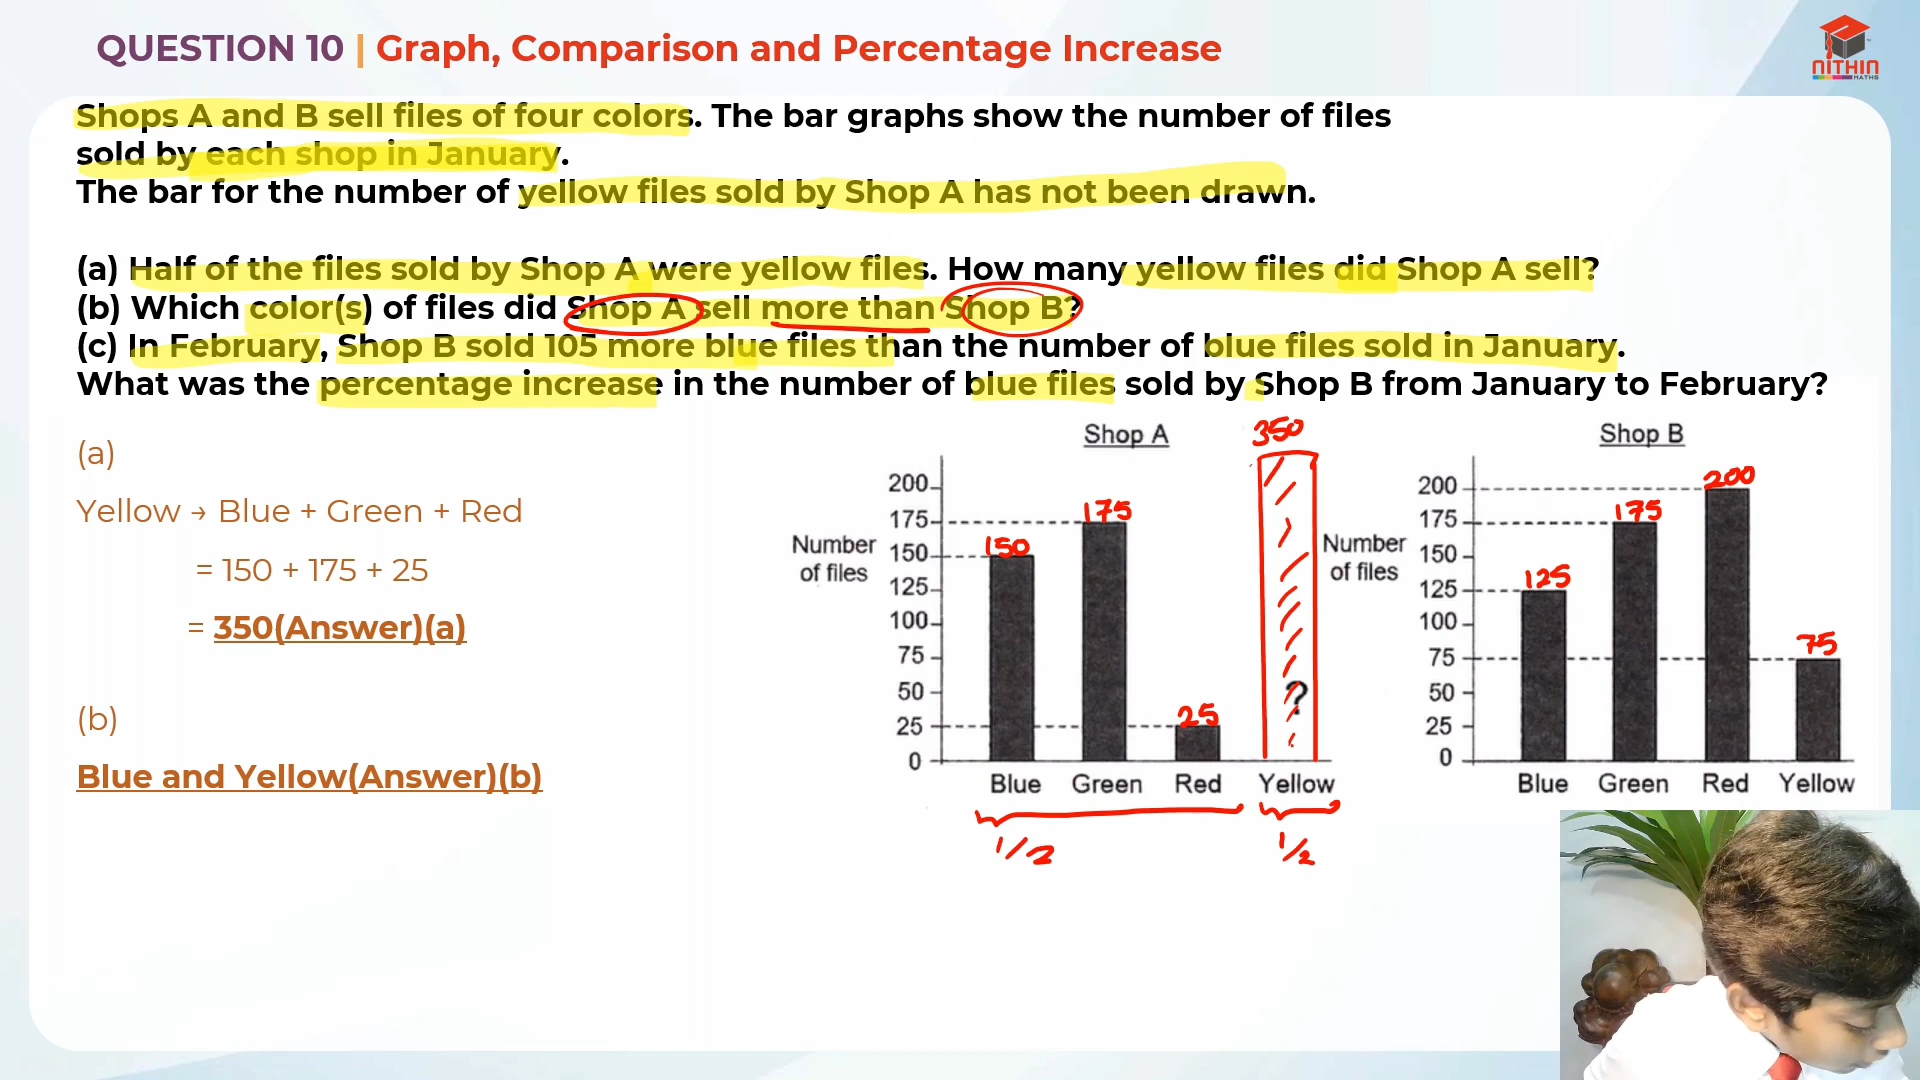 QUESTION 10 | Graph, Comparison and Percentage Increase
NITHIN
MATHS
Shops A and B sell files of four colors. The bar graphs show the number of files
sold by each shop in January.
The bar for the number of yellow files sold by Shop A has not been drawn.
(a) Half of the files sold by Shop A were yellow files. How many yellow files did Shop A sell?
(b) Which color(s) of files did Shop A sell more than Shop B?
(c) In February, Shop B sold 105 more blue files than the number of blue files sold in January.
What was the percentage increase in the number of blue files sold by Shop B from January to February?
(a)
Yellow → Blue + Green + Red
= 150 + 175 + 25
= 350(Answer)(a)
(b)
Blue and Yellow(Answer)(b)
Shop A
Number
of files
200
175
150
125
100
75
50
25
0
150
175
25
350
?
Blue Green Red Yellow
1/2
1/2
Shop B
Number
of files
200
175
150
125
100
75
50
25
0
125
175
200
75
Blue Green Red Yellow